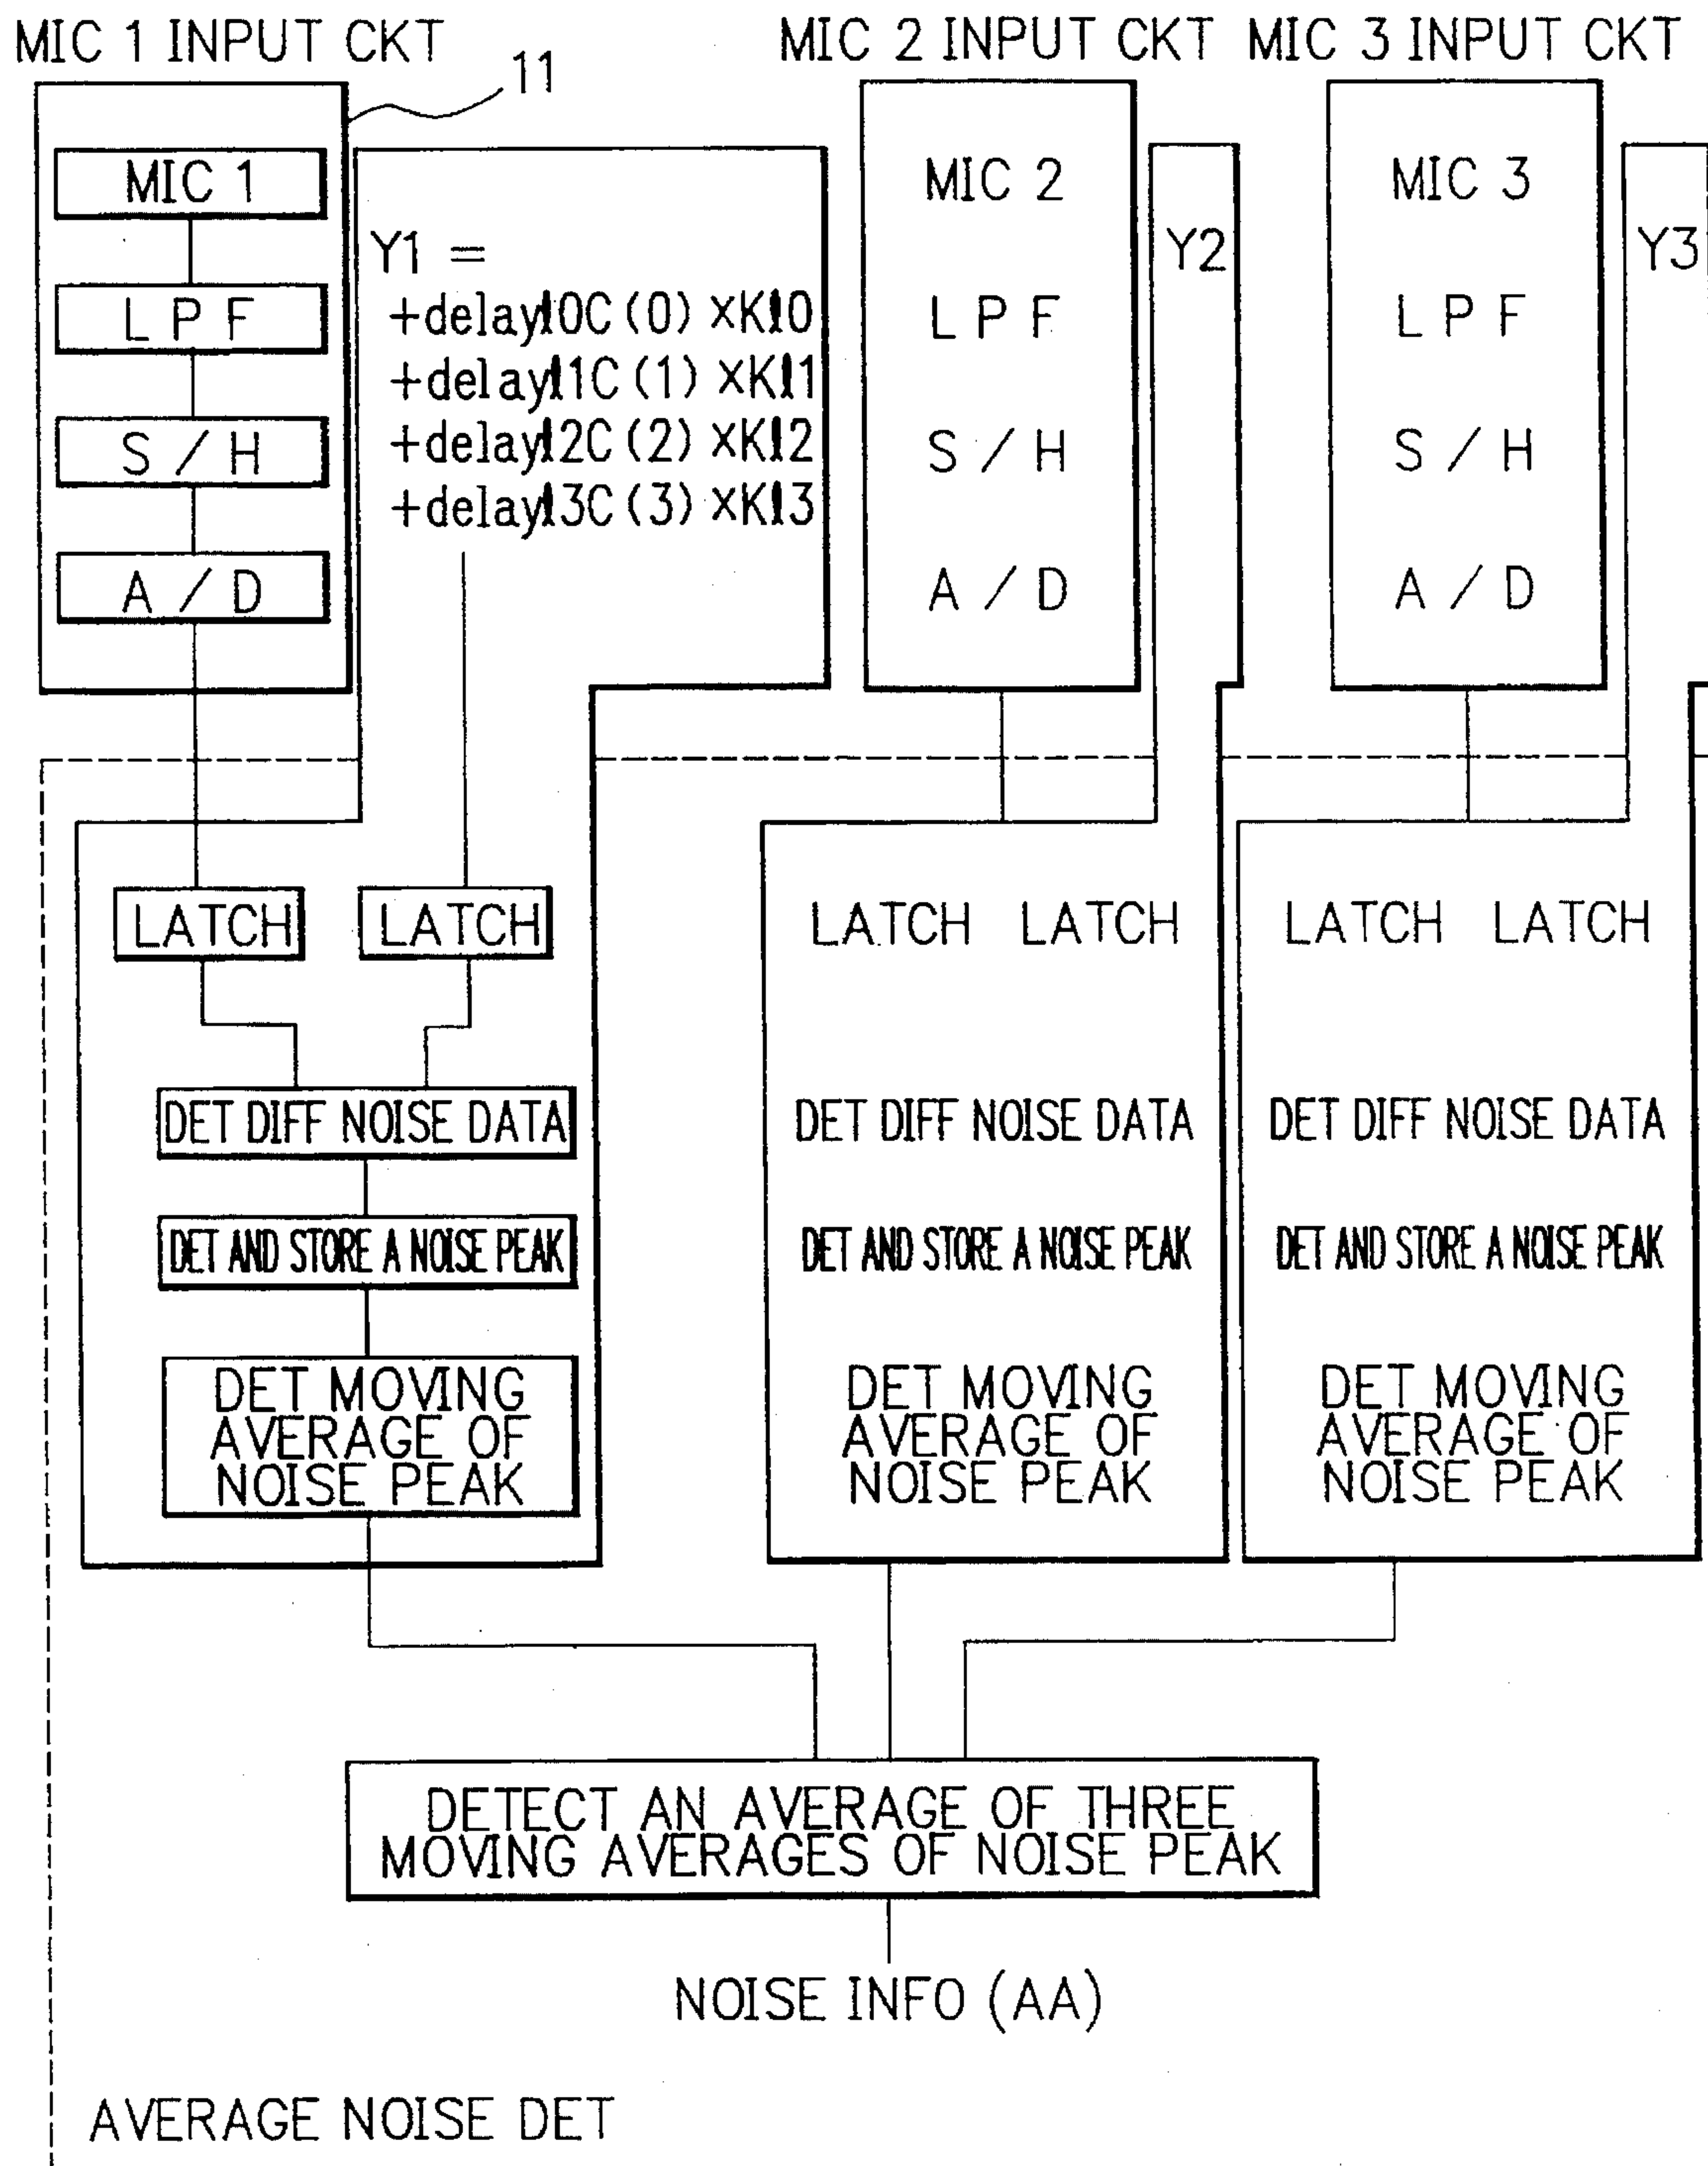 MIC 1 INPUT CKT
MIC 2 INPUT CKT
MIC 3 INPUT CKT
11
MIC 1
L P F
S / H
A / D
Y1 =
+delay10C (0) ×K10
+delay11C (1) ×K11
+delay12C (2) ×K12
+delay13C (3) ×K13
MIC 2
L P F
S / H
A / D
Y2
MIC 3
L P F
S / H
A / D
Y3
LATCH LATCH
DET DIFF NOISE DATA
DET AND STORE A NOISE PEAK
DET MOVING
AVERAGE OF
NOISE PEAK
LATCH LATCH
DET DIFF NOISE DATA
DET AND STORE A NOISE PEAK
DET MOVING
AVERAGE OF
NOISE PEAK
LATCH LATCH
DET DIFF NOISE DATA
DET AND STORE A NOISE PEAK
DET MOVING
AVERAGE OF
NOISE PEAK
DETECT AN AVERAGE OF THREE
MOVING AVERAGES OF NOISE PEAK
NOISE INFO (AA)
AVERAGE NOISE DET